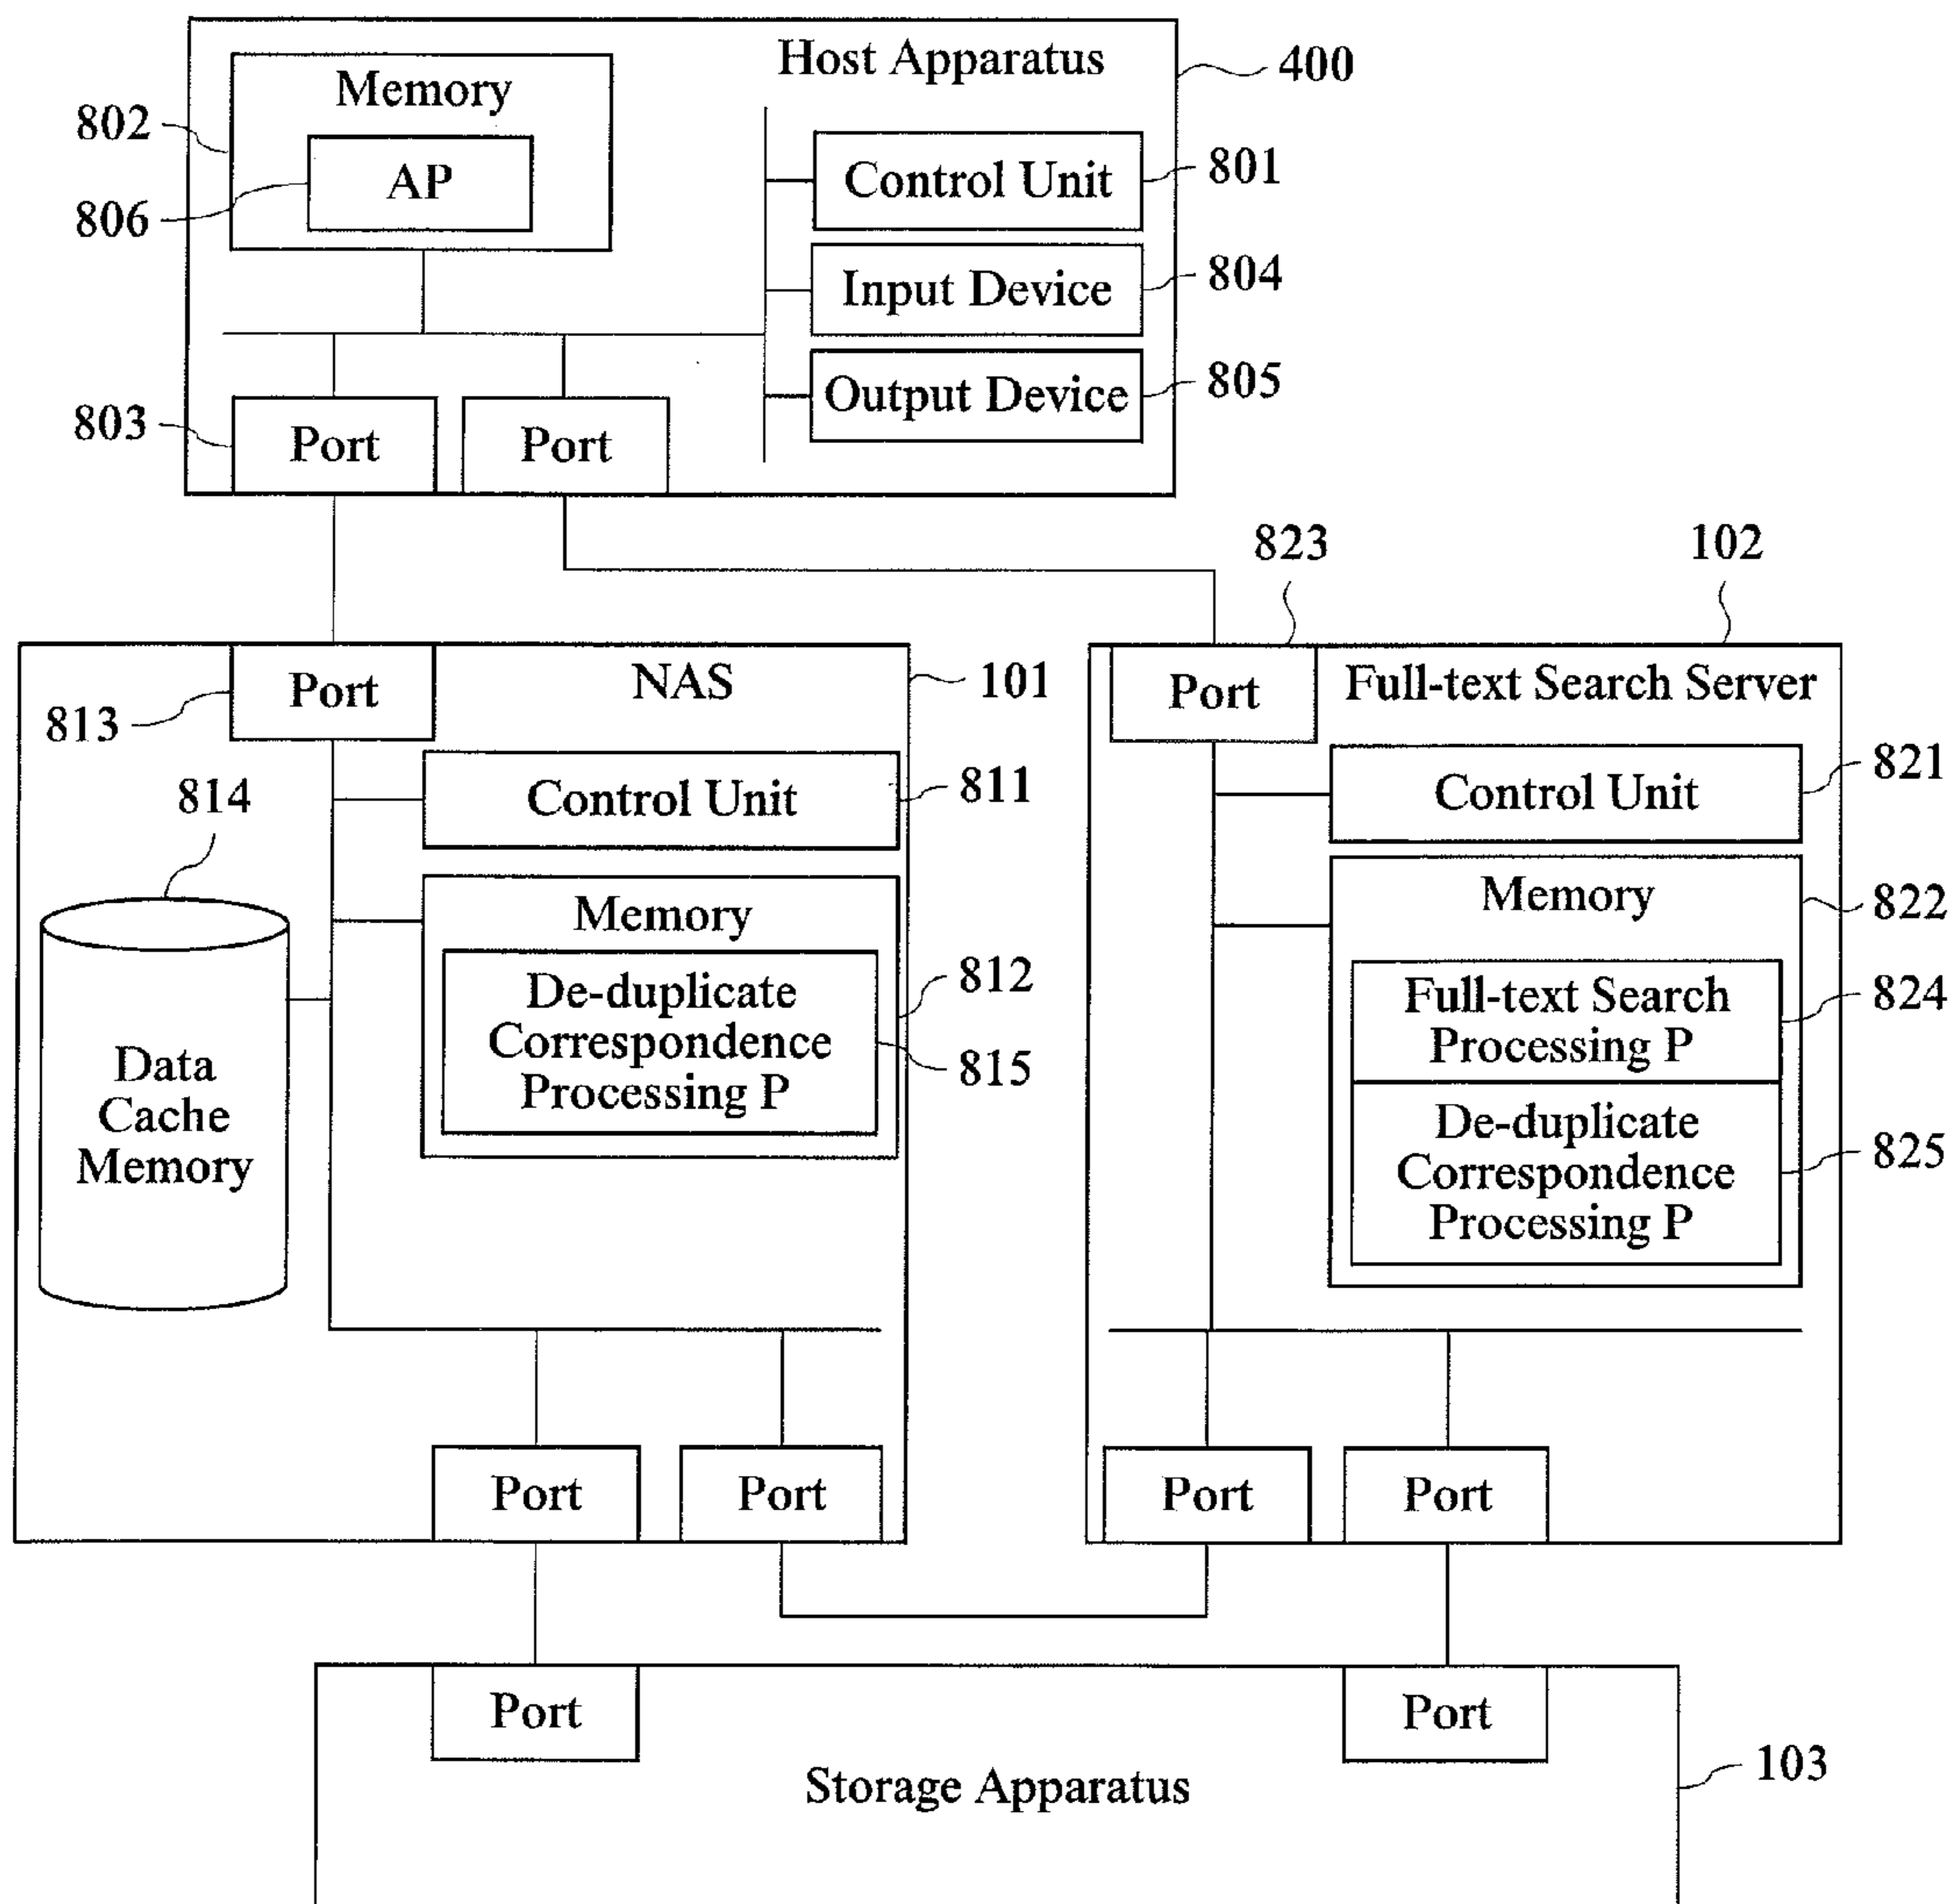 Host Apparatus
400
Memory
802
AP
806
Control Unit
801
Input Device
804
Output Device
805
803
Port
Port
823
102
Port
NAS
101
813
Port
Full-text Search Server
Control Unit
811
Control Unit
821
814
Memory
812
De-duplicate
Correspondence
Processing P
815
Data
Cache
Memory
Memory
822
Full-text Search
Processing P
824
De-duplicate
Correspondence
Processing P
825
Port
Port
Port
Port
Port
Port
Storage Apparatus
103